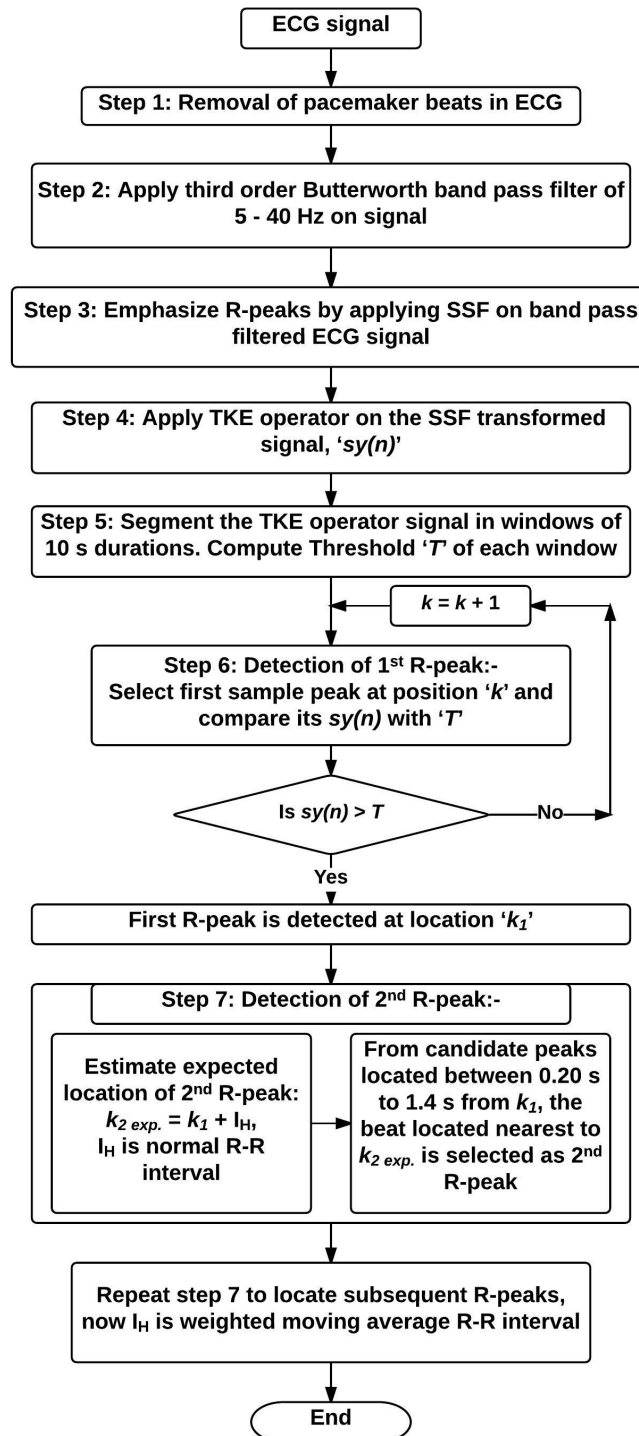 ECG signal
Step 1: Removal of pacemaker beats in ECG
Step 2: Apply third order Butterworth band pass filter of
5 - 40 Hz on signal
Step 3: Emphasize R-peaks by applying SSF on band pass
filtered ECG signal
Step 4: Apply TKE operator on the SSF transformed
signal, ‘sy(n)’
Step 5: Segment the TKE operator signal in windows of
10 s durations. Compute Threshold ‘T’ of each window
k = k + 1
Step 6: Detection of 1st R-peak:-
Select first sample peak at position ‘k’ and
compare its sy(n) with ‘T’
Is sy(n) > T
No
Yes
First R-peak is detected at location ‘k1’
Step 7: Detection of 2nd R-peak:-
Estimate expected
location of 2nd R-peak:
k2 exp. = k1 + IH,
IH is normal R-R
interval
From candidate peaks
located between 0.20 s
to 1.4 s from k1, the
beat located nearest to
k2 exp. is selected as 2nd
R-peak
Repeat step 7 to locate subsequent R-peaks,
now IH is weighted moving average R-R interval
End